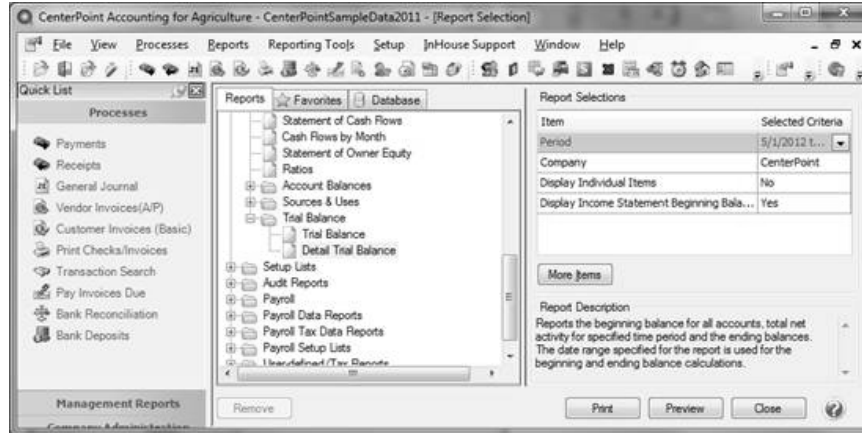 CenterPoint Accounting for Agriculture - CenterPointSampleData2011 - [Report Selection]
File View Processes Reports Reporting Tools Setup InHouse Support Window Help
Quick List
Processes
Payments
Receipts
General Journal
Vendor Invoices(A/P)
Customer Invoices (Basic)
Print Checks/Invoices
Transaction Search
Pay Invoices Due
Bank Reconciliation
Bank Deposits
Management Reports
Company Administration
Reports Favorites Database
Statement of Cash Flows
Cash Flows by Month
Statement of Owner Equity
Ratios
Account Balances
Sources & Uses
Trial Balance
Trial Balance
Detail Trial Balance
Setup Lists
Audit Reports
Payroll
Payroll Data Reports
Payroll Tax Data Reports
Payroll Setup Lists
User-defined/Tax Reports
Remove
Report Selections
Item Selected Criteria
Period 5/1/2012 t...
Company CenterPoint
Display Individual Items No
Display Income Statement Beginning Bala... Yes
More Items
Report Description
Reports the beginning balance for all accounts, total net
activity for specified time period and the ending balances.
The date range specified for the report is used for the
beginning and ending balance calculations.
Print Preview Close